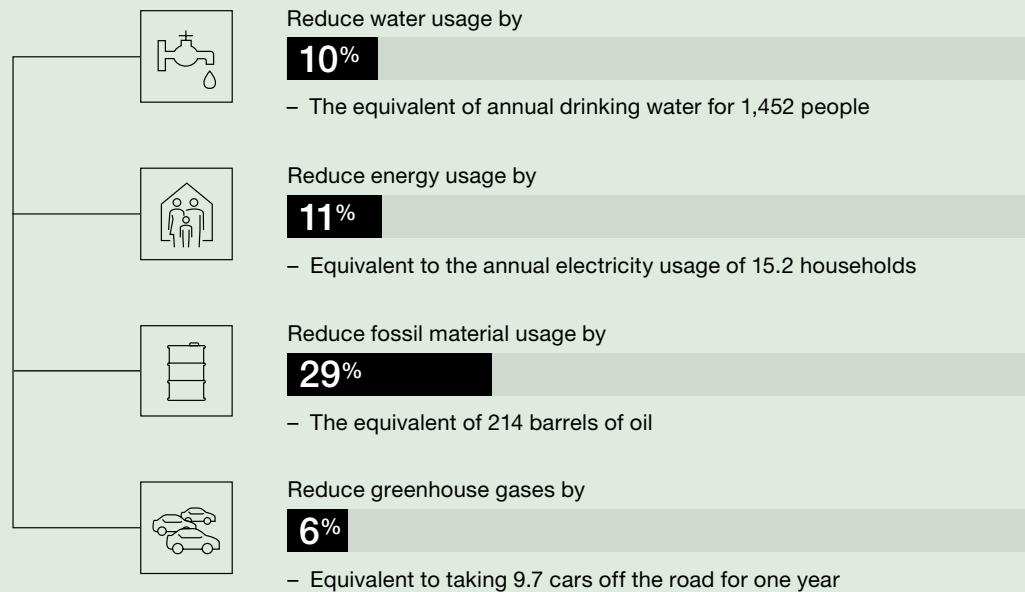 Reduce water usage by
10%
– The equivalent of annual drinking water for 1,452 people
Reduce energy usage by
11%
– Equivalent to the annual electricity usage of 15.2 households
Reduce fossil material usage by
29%
– The equivalent of 214 barrels of oil
Reduce greenhouse gases by
6%
– Equivalent to taking 9.7 cars off the road for one year